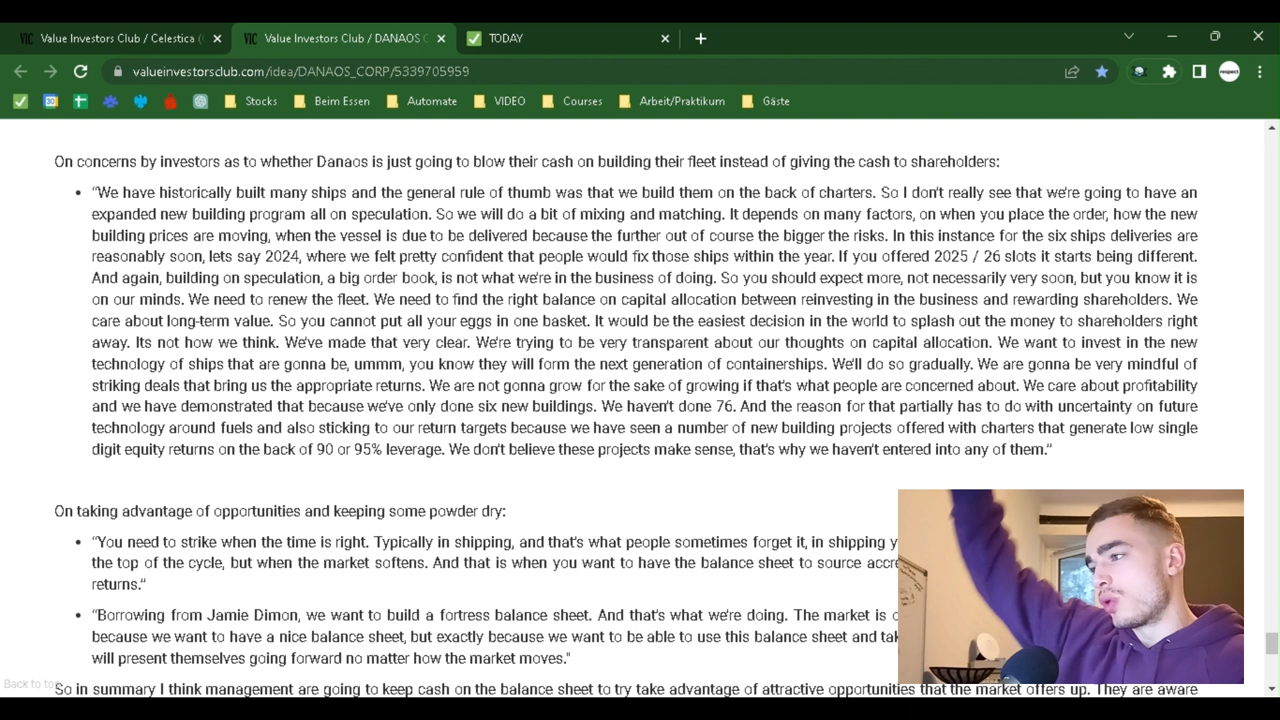 VIC Value Investors Club / Celestica (
VIC Value Investors Club / DANAOS C
TODAY
valueinvestorsclub.com/idea/DANAOS_CORP/5339705959
respect
30
Stocks Beim Essen Automate VIDEO Courses Arbeit/Praktikum Gäste
On concerns by investors as to whether Danaos is just going to blow their cash on building their fleet instead of giving the cash to shareholders:
• “We have historically built many ships and the general rule of thumb was that we build them on the back of charters. So I don't really see that we're going to have an
expanded new building program all on speculation. So we will do a bit of mixing and matching. It depends on many factors, on when you place the order, how the new
building prices are moving, when the vessel is due to be delivered because the further out of course the bigger the risks. In this instance for the six ships deliveries are
reasonably soon, lets say 2024, where we felt pretty confident that people would fix those ships within the year. If you offered 2025 / 26 slots it starts being different.
And again, building on speculation, a big order book, is not what we're in the business of doing. So you should expect more, not necessarily very soon, but you know it is
on our minds. We need to renew the fleet. We need to find the right balance on capital allocation between reinvesting in the business and rewarding shareholders. We
care about long-term value. So you cannot put all your eggs in one basket. It would be the easiest decision in the world to splash out the money to shareholders right
away. Its not how we think. We've made that very clear. We're trying to be very transparent about our thoughts on capital allocation. We want to invest in the new
technology of ships that are gonna be, ummm, you know they will form the next generation of containerships. We'll do so gradually. We are gonna be very mindful of
striking deals that bring us the appropriate returns. We are not gonna grow for the sake of growing if that's what people are concerned about. We care about profitability
and we have demonstrated that because we've only done six new buildings. We haven't done 76. And the reason for that partially has to do with uncertainty on future
technology around fuels and also sticking to our return targets because we have seen a number of new building projects offered with charters that generate low single
digit equity returns on the back of 90 or 95% leverage. We don't believe these projects make sense, that's why we haven't entered into any of them.”
On taking advantage of opportunities and keeping some powder dry:
• “You need to strike when the time is right. Typically in shipping, and that's what people sometimes forget it, in shipping y
the top of the cycle, but when the market softens. And that is when you want to have the balance sheet to source accre
returns.”
• “Borrowing from Jamie Dimon, we want to build a fortress balance sheet. And that's what we're doing. The market is
because we want to have a nice balance sheet, but exactly because we want to be able to use this balance sheet and tak
will present themselves going forward no matter how the market moves."
Back to top
So in summary I think management are going to keep cash on the balance sheet to try take advantage of attractive opportunities that the market offers up. They are aware